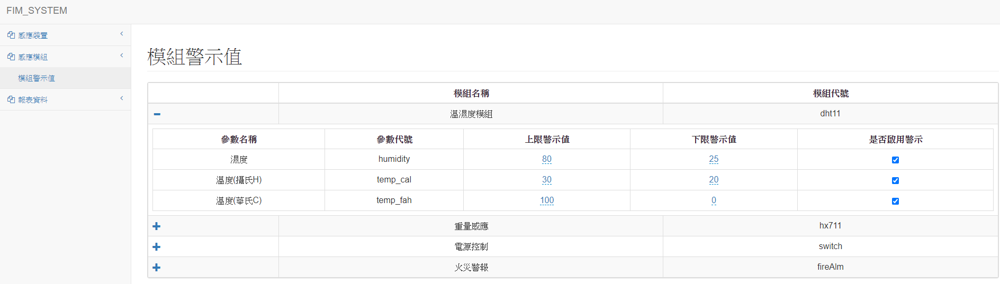 FIM_SYSTEM
感應裝置
感應模組
模組警示值
報表資料
模組警示值
模組名稱 模組代號
溫濕度模組 dht11
參數名稱 參數代號 上限警示值 下限警示值 是否啟用警示
濕度 humidity 80 25
溫度(攝氏H) temp_cal 30 20
溫度(華氏C) temp_fah 100 0
重量感應 hx711
電源控制 switch
火災警報 fireAlm